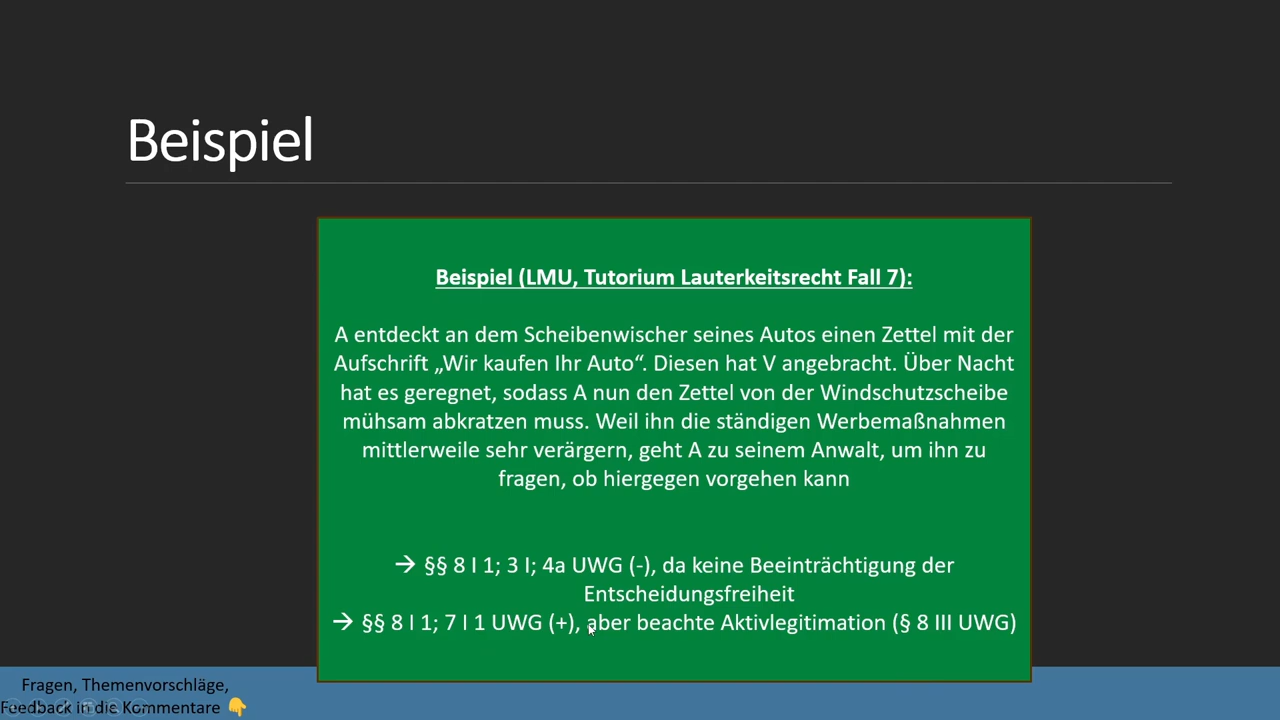 Beispiel
Beispiel (LMU, Tutorium Lauterkeitsrecht Fall 7):
A entdeckt an dem Scheibenwischer seines Autos einen Zettel mit der
Aufschrift „Wir kaufen Ihr Auto“. Diesen hat V angebracht. Über Nacht
hat es geregnet, sodass A nun den Zettel von der Windschutzscheibe
mühsam abkratzen muss. Weil ihn die ständigen Werbemaßnahmen
mittlerweile sehr verärgern, geht A zu seinem Anwalt, um ihn zu
fragen, ob hiergegen vorgehen kann
→ §§ 8 I 1; 3 I; 4a UWG (-), da keine Beeinträchtigung der
Entscheidungsfreiheit
→ §§ 8 I 1; 7 I 1 UWG (+), aber beachte Aktivlegitimation (§ 8 III UWG)
Fragen, Themenvorschläge,
Feedback in die Kommentare 👇